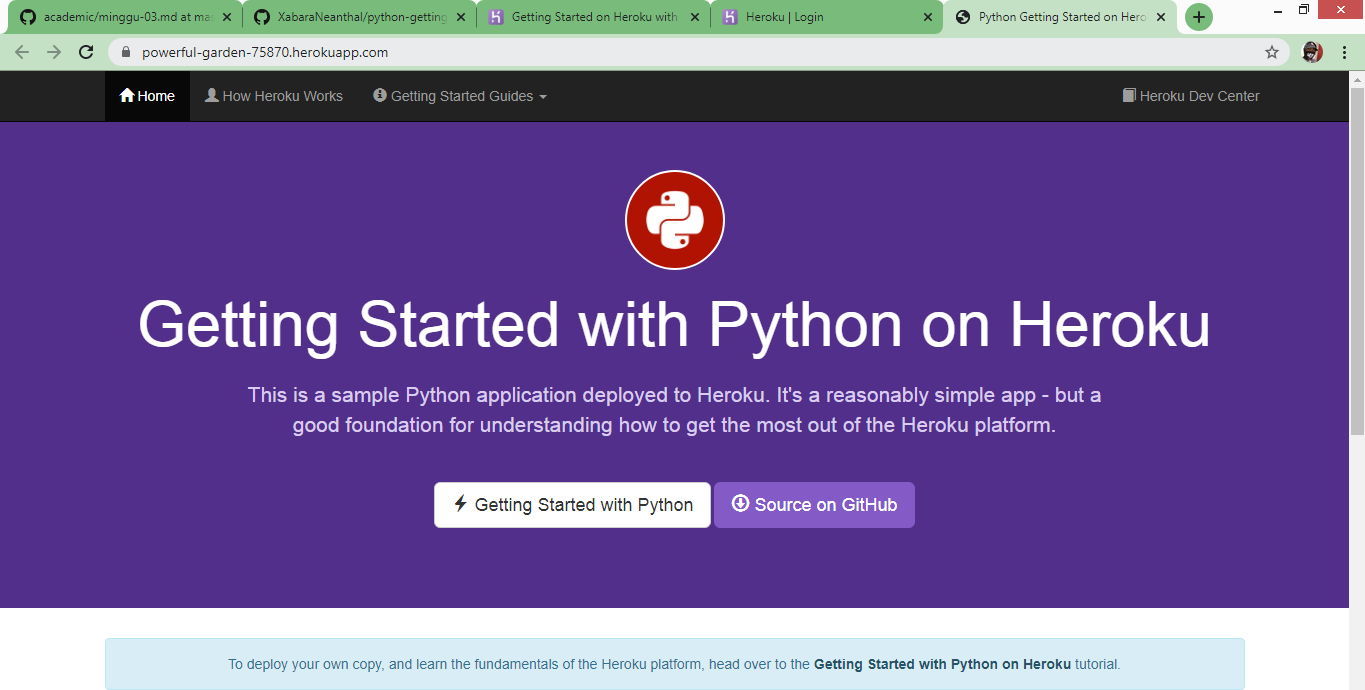 academic/minggu-03.md at mas
XabaraNeanthal/python-getting
Getting Started on Heroku with
Heroku | Login
Python Getting Started on Hero
powerful-garden-75870.herokuapp.com
Home
How Heroku Works
Getting Started Guides
Heroku Dev Center
Getting Started with Python on Heroku
This is a sample Python application deployed to Heroku. It's a reasonably simple app - but a
good foundation for understanding how to get the most out of the Heroku platform.
Getting Started with Python
Source on GitHub
To deploy your own copy, and learn the fundamentals of the Heroku platform, head over to the Getting Started with Python on Heroku tutorial.